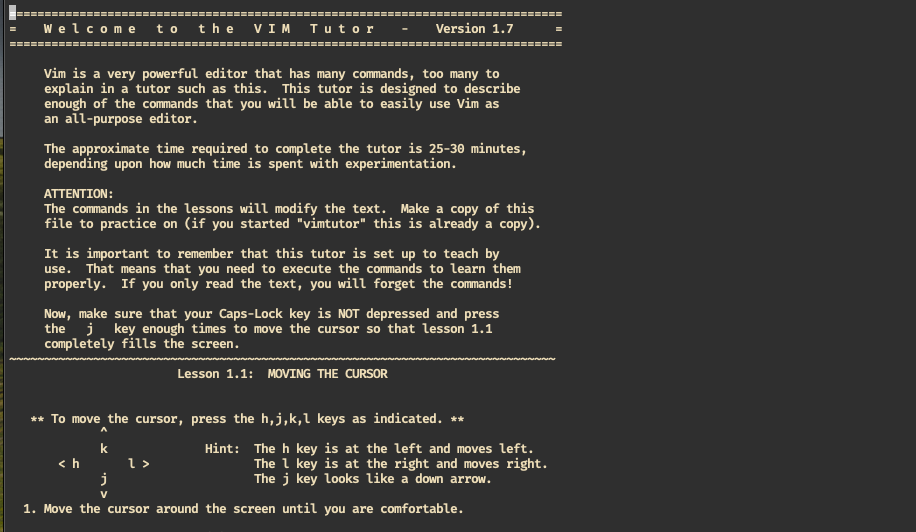 ===============================================================================
=    W e l c o m e   t o   t h e   V I M   T u t o r    -    Version 1.7      =
===============================================================================
Vim is a very powerful editor that has many commands, too many to
explain in a tutor such as this.  This tutor is designed to describe
enough of the commands that you will be able to easily use Vim as
an all-purpose editor.
The approximate time required to complete the tutor is 25-30 minutes,
depending upon how much time is spent with experimentation.
ATTENTION:
The commands in the lessons will modify the text.  Make a copy of this
file to practice on (if you started "vimtutor" this is already a copy).
It is important to remember that this tutor is set up to teach by
use.  That means that you need to execute the commands to learn them
properly.  If you only read the text, you will forget the commands!
Now, make sure that your Caps-Lock key is NOT depressed and press
the   j   key enough times to move the cursor so that lesson 1.1
completely fills the screen.
~~~~~~~~~~~~~~~~~~~~~~~~~~~~~~~~~~~~~~~~~~~~~~~~~~~~~~~~~~~~~~~~~~~~~~~~~~~~~~
Lesson 1.1:  MOVING THE CURSOR
** To move the cursor, press the h,j,k,l keys as indicated. **
^
k              Hint:  The h key is at the left and moves left.
< h       l >               The l key is at the right and moves right.
j                     The j key looks like a down arrow.
v
1. Move the cursor around the screen until you are comfortable.